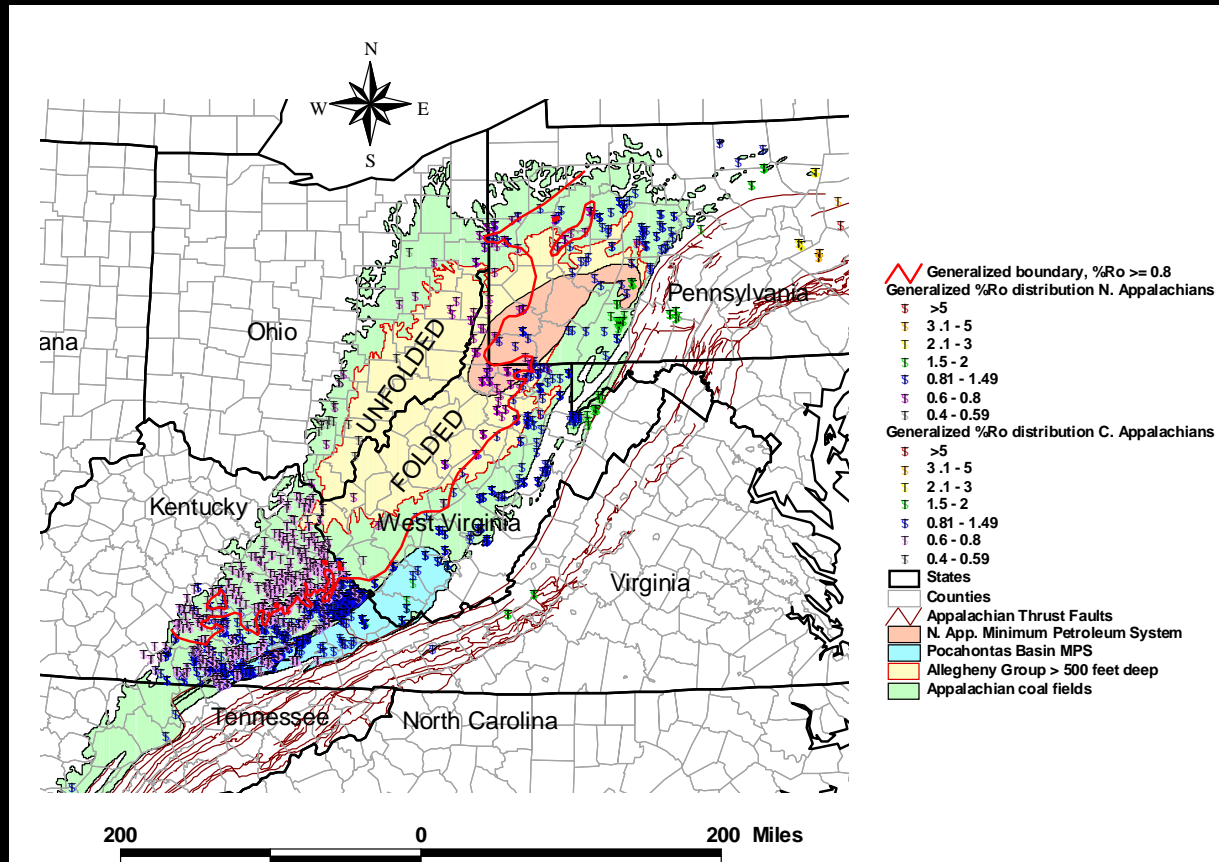 N
W E
S
Ohio
Pennsylvania
ana
UNFOLDED
FOLDED
Kentucky
West Virginia
Virginia
Tennessee
North Carolina
Generalized boundary, %Ro >= 0.8
Generalized %Ro distribution N. Appalachians
>5
3 .1 - 5
2 .1 - 3
1.5 - 2
0.81 - 1.49
0.6 - 0.8
0.4 - 0.59
Generalized %Ro distribution C. Appalachians
>5
3 .1 - 5
2 .1 - 3
1.5 - 2
0.81 - 1.49
0.6 - 0.8
0.4 - 0.59
States
Counties
Appalachian Thrust Faults
N. App. Minimum Petroleum System
Pocahontas Basin MPS
Allegheny Group > 500 feet deep
Appalachian coal fields
200 0 200 Miles